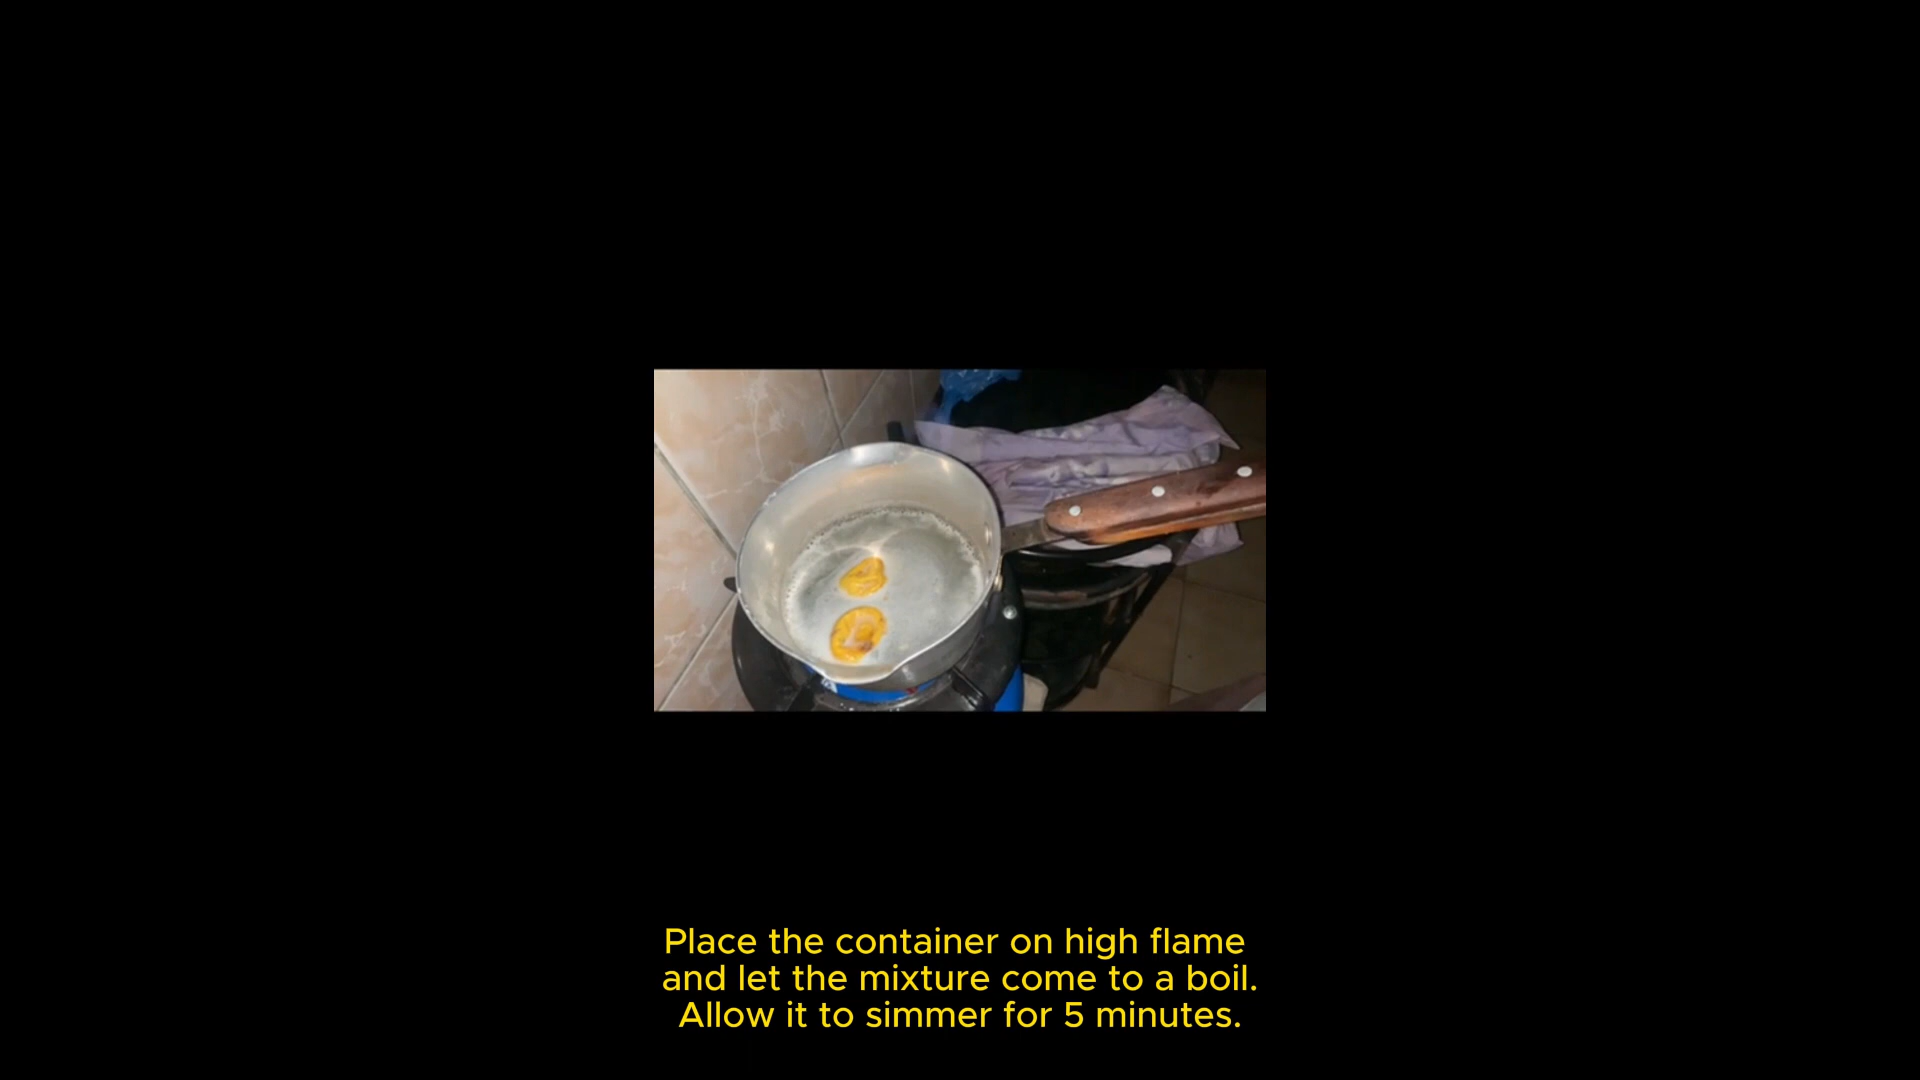 Place the container on high flame
and let the mixture come to a boil.
Allow it to simmer for 5 minutes.